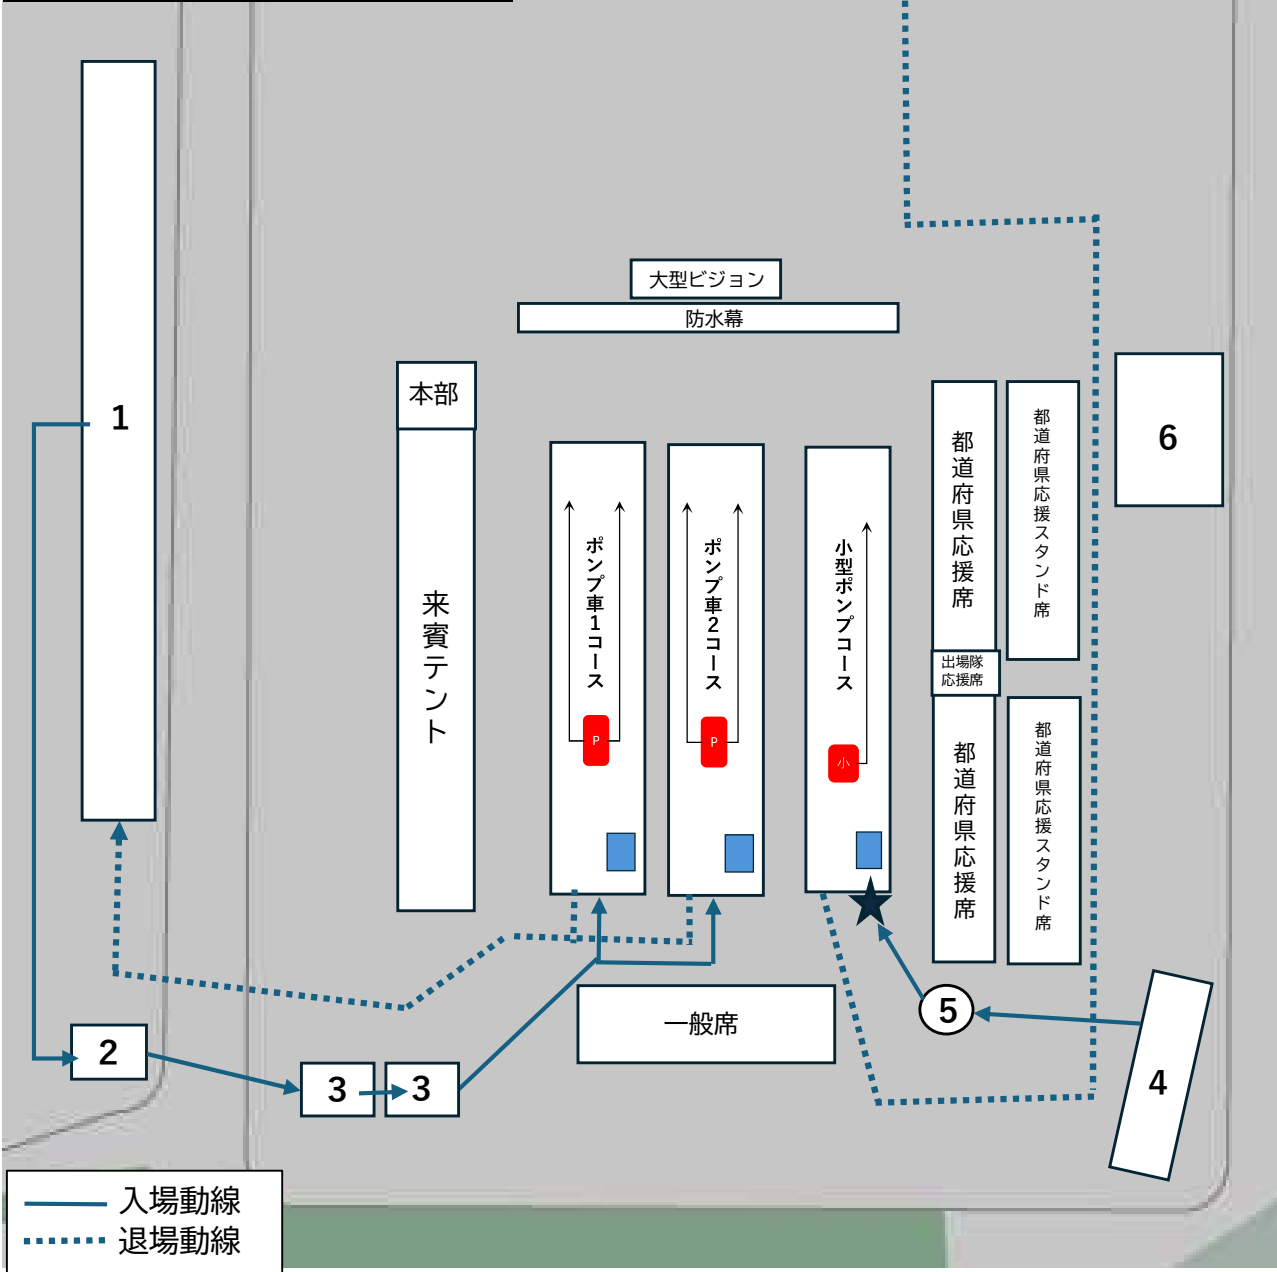 大型ビジョン
防水幕
本部
来賓テント
1
2
3
3
ポンプ車1コース
P
ポンプ車2コース
P
小型ポンプコース
小
都道府県応援席
都道府県応援スタンド席
出場隊
応援席
都道府県応援席
都道府県応援スタンド席
6
一般席
5
4
入場動線
退場動線